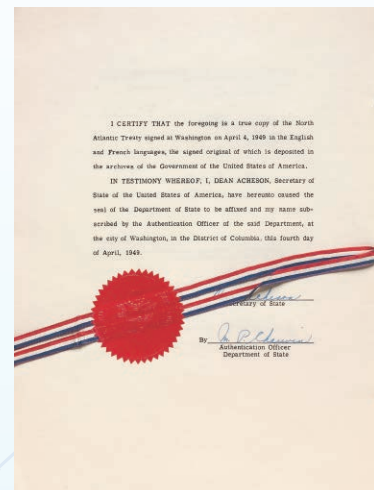 I CERTIFY THAT the foregoing is a true copy of the North
Atlantic Treaty signed at Washington on April 4, 1949 in the English
and French languages, the signed original of which is deposited in
the archives of the Government of the United States of America.
IN TESTIMONY WHEREOF, I, DEAN ACHESON, Secretary of
State of the United States of America, have hereunto caused the
seal of the Department of State to be affixed and my name sub-
scribed by the Authentication Officer of the said Department, at
the city of Washington, in the District of Columbia, this fourth day
of April, 1949.
Secretary of State
By
Authentication Officer
Department of State